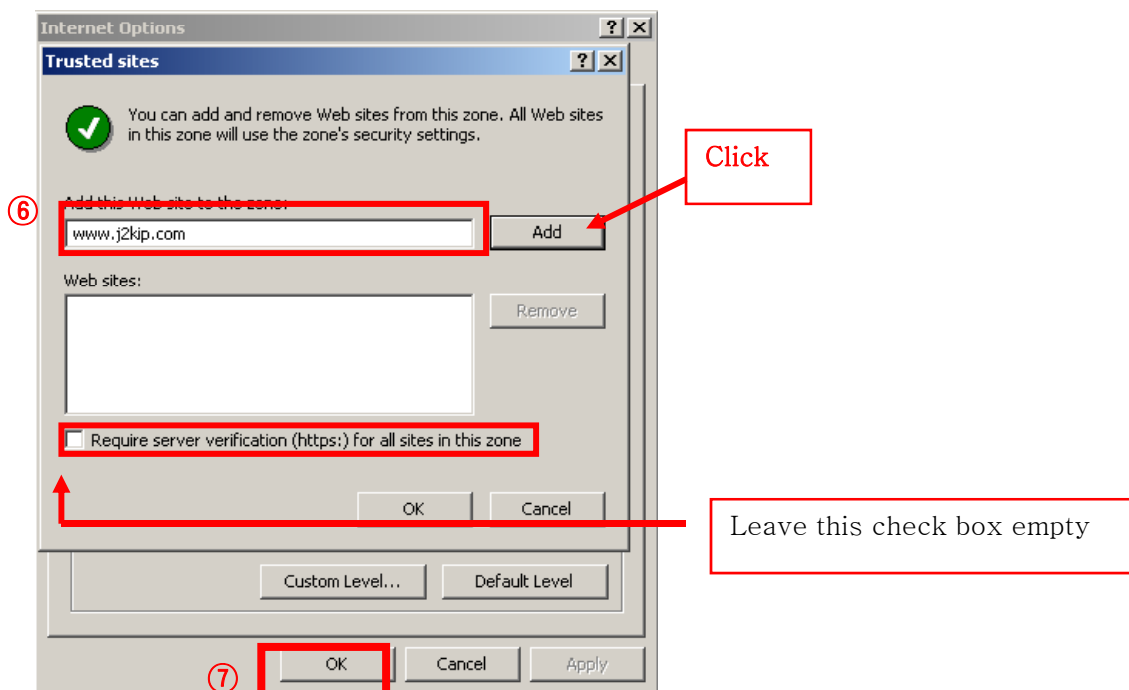 Internet Options
Trusted sites
You can add and remove Web sites from this zone. All Web sites
in this zone will use the zone's security settings.
Click
⑥
Add this Web site to the zone:
www.j2kip.com
Add
Web sites:
Remove
Require server verification (https:) for all sites in this zone
OK
Cancel
Leave this check box empty
Custom Level...
Default Level
⑦
OK
Cancel
Apply